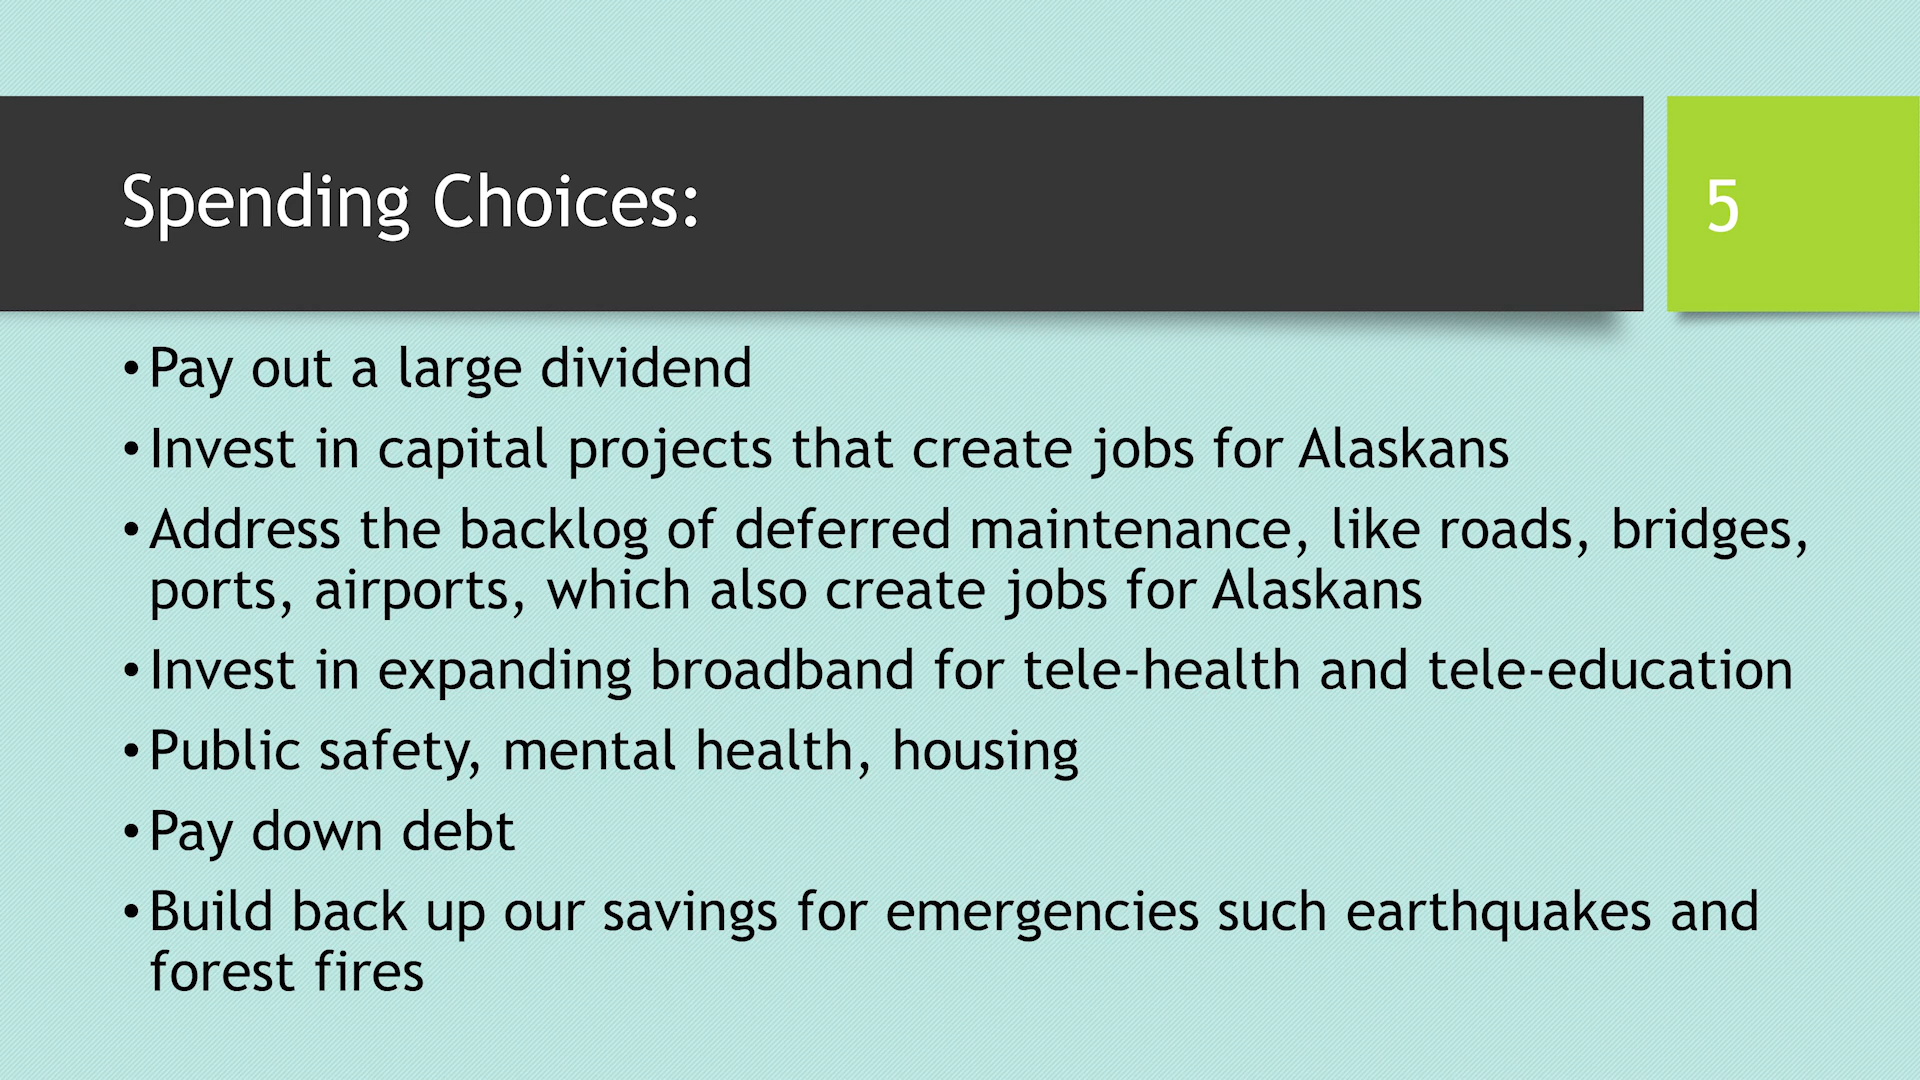 Spending Choices:
5
• Pay out a large dividend
• Invest in capital projects that create jobs for Alaskans
• Address the backlog of deferred maintenance, like roads, bridges,
ports, airports, which also create jobs for Alaskans
• Invest in expanding broadband for tele-health and tele-education
• Public safety, mental health, housing
• Pay down debt
• Build back up our savings for emergencies such earthquakes and
forest fires